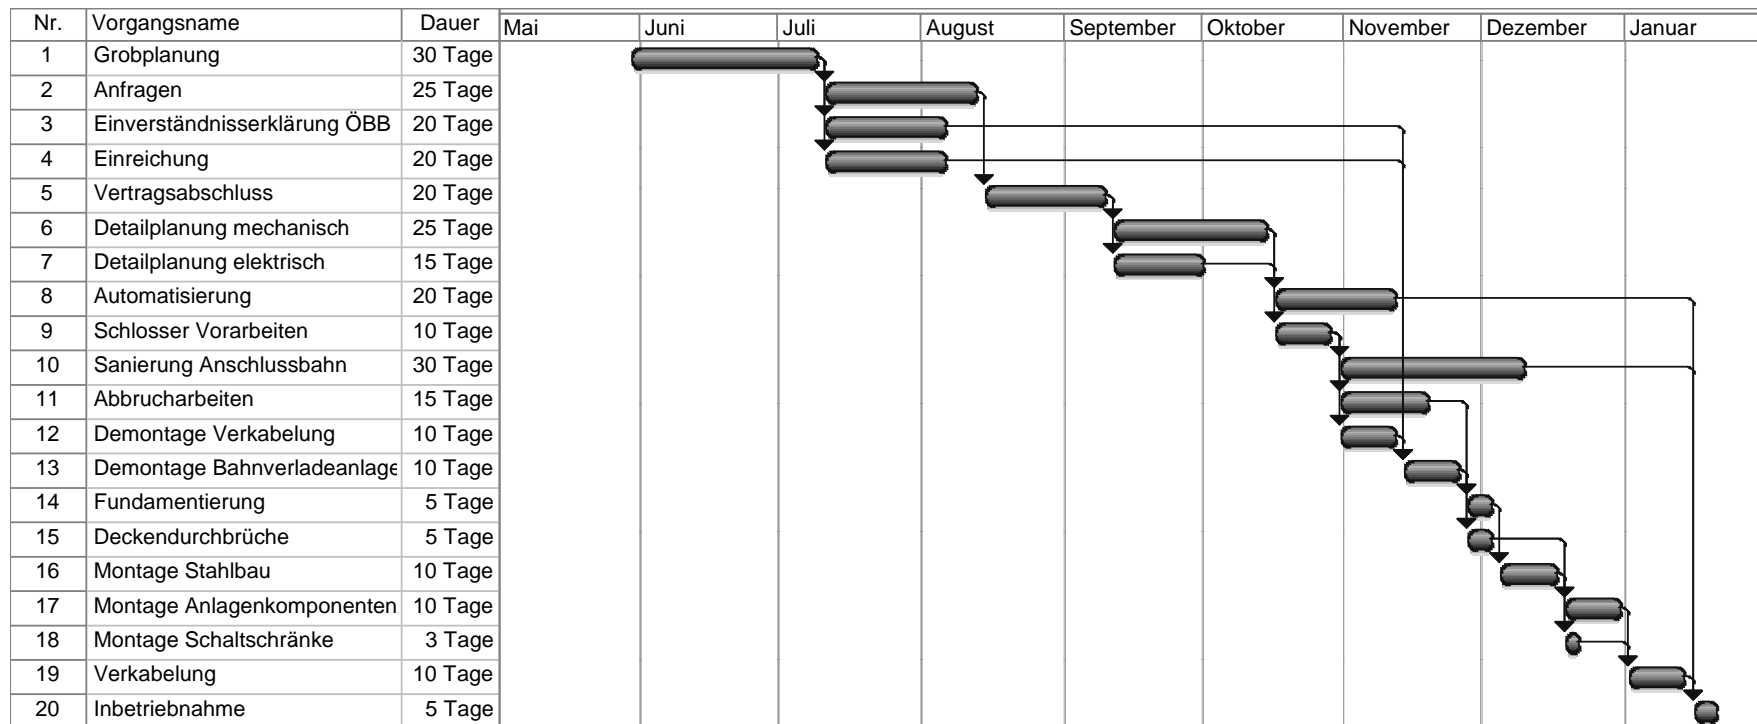 Nr. Vorgangsname Dauer Mai Juni Juli August September Oktober November Dezember Januar
1 Grobplanung 30 Tage
2 Anfragen 25 Tage
3 Einverständnisserklärung ÖBB 20 Tage
4 Einreichung 20 Tage
5 Vertragsabschluss 20 Tage
6 Detailplanung mechanisch 25 Tage
7 Detailplanung elektrisch 15 Tage
8 Automatisierung 20 Tage
9 Schlosser Vorarbeiten 10 Tage
10 Sanierung Anschlussbahn 30 Tage
11 Abbrucharbeiten 15 Tage
12 Demontage Verkabelung 10 Tage
13 Demontage Bahnverladeanlage 10 Tage
14 Fundamentierung 5 Tage
15 Deckendurchbrüche 5 Tage
16 Montage Stahlbau 10 Tage
17 Montage Anlagenkomponenten 10 Tage
18 Montage Schaltschränke 3 Tage
19 Verkabelung 10 Tage
20 Inbetriebnahme 5 Tage